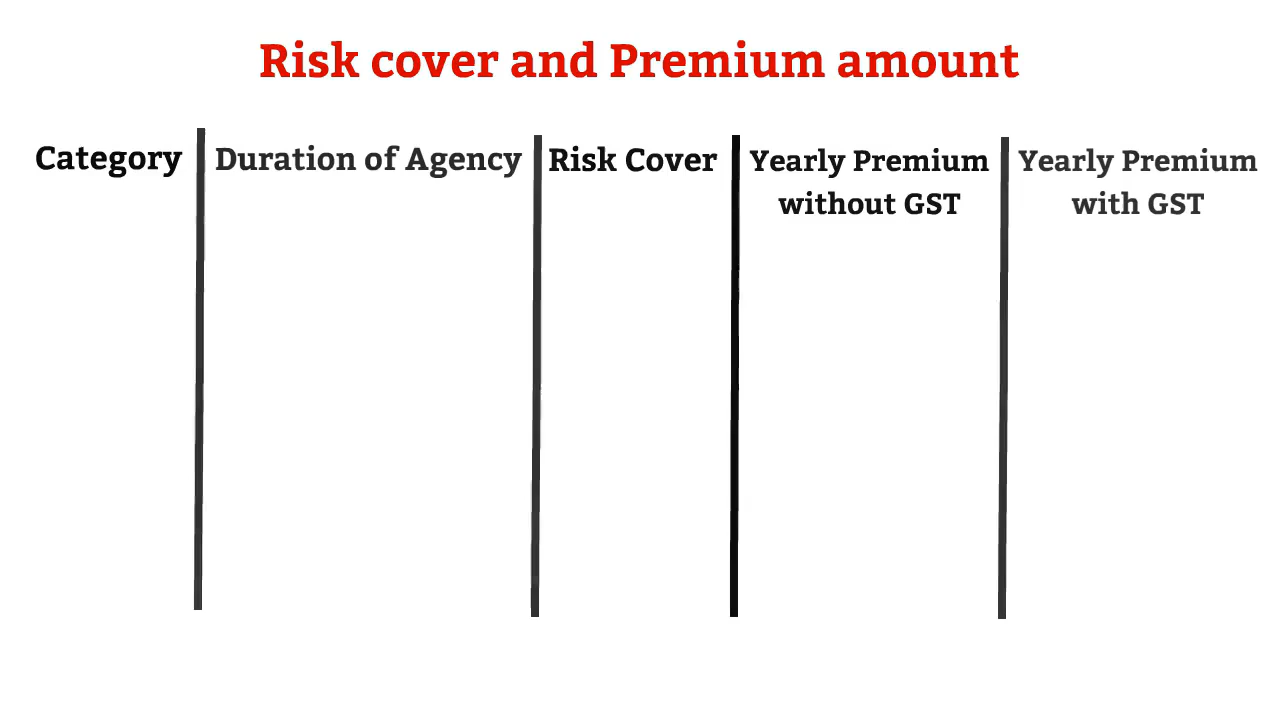 Risk cover and Premium amount
Category
Duration of Agency
Risk Cover
Yearly Premium
without GST
Yearly Premium
with GST